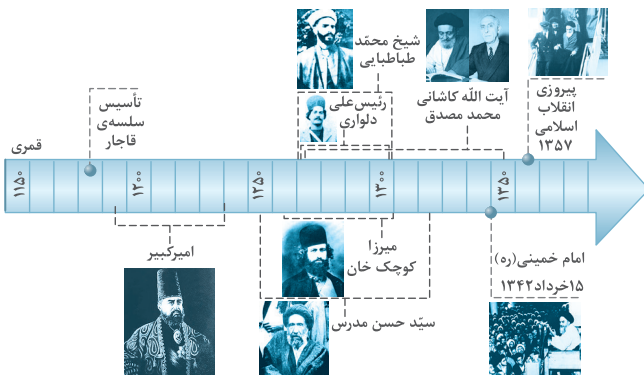 شیخ محمّد
طباطبایی
رئیس‌علی
دلواری
آیت اللّه کاشانی
محمد مصدق
پیروزی
انقلاب
اسلامی
۱۳۵۷
تأسیس
سلسه‌ی
قاجار
قمری
۱۱۵۰
۱۲۰۰
۱۲۵۰
۱۳۰۰
۱۳۵۰
امیرکبیر
میرزا
کوچک خان
سیّد حسن مدرس
امام خمینی(ره)
۱۵خرداد۱۳۴۲